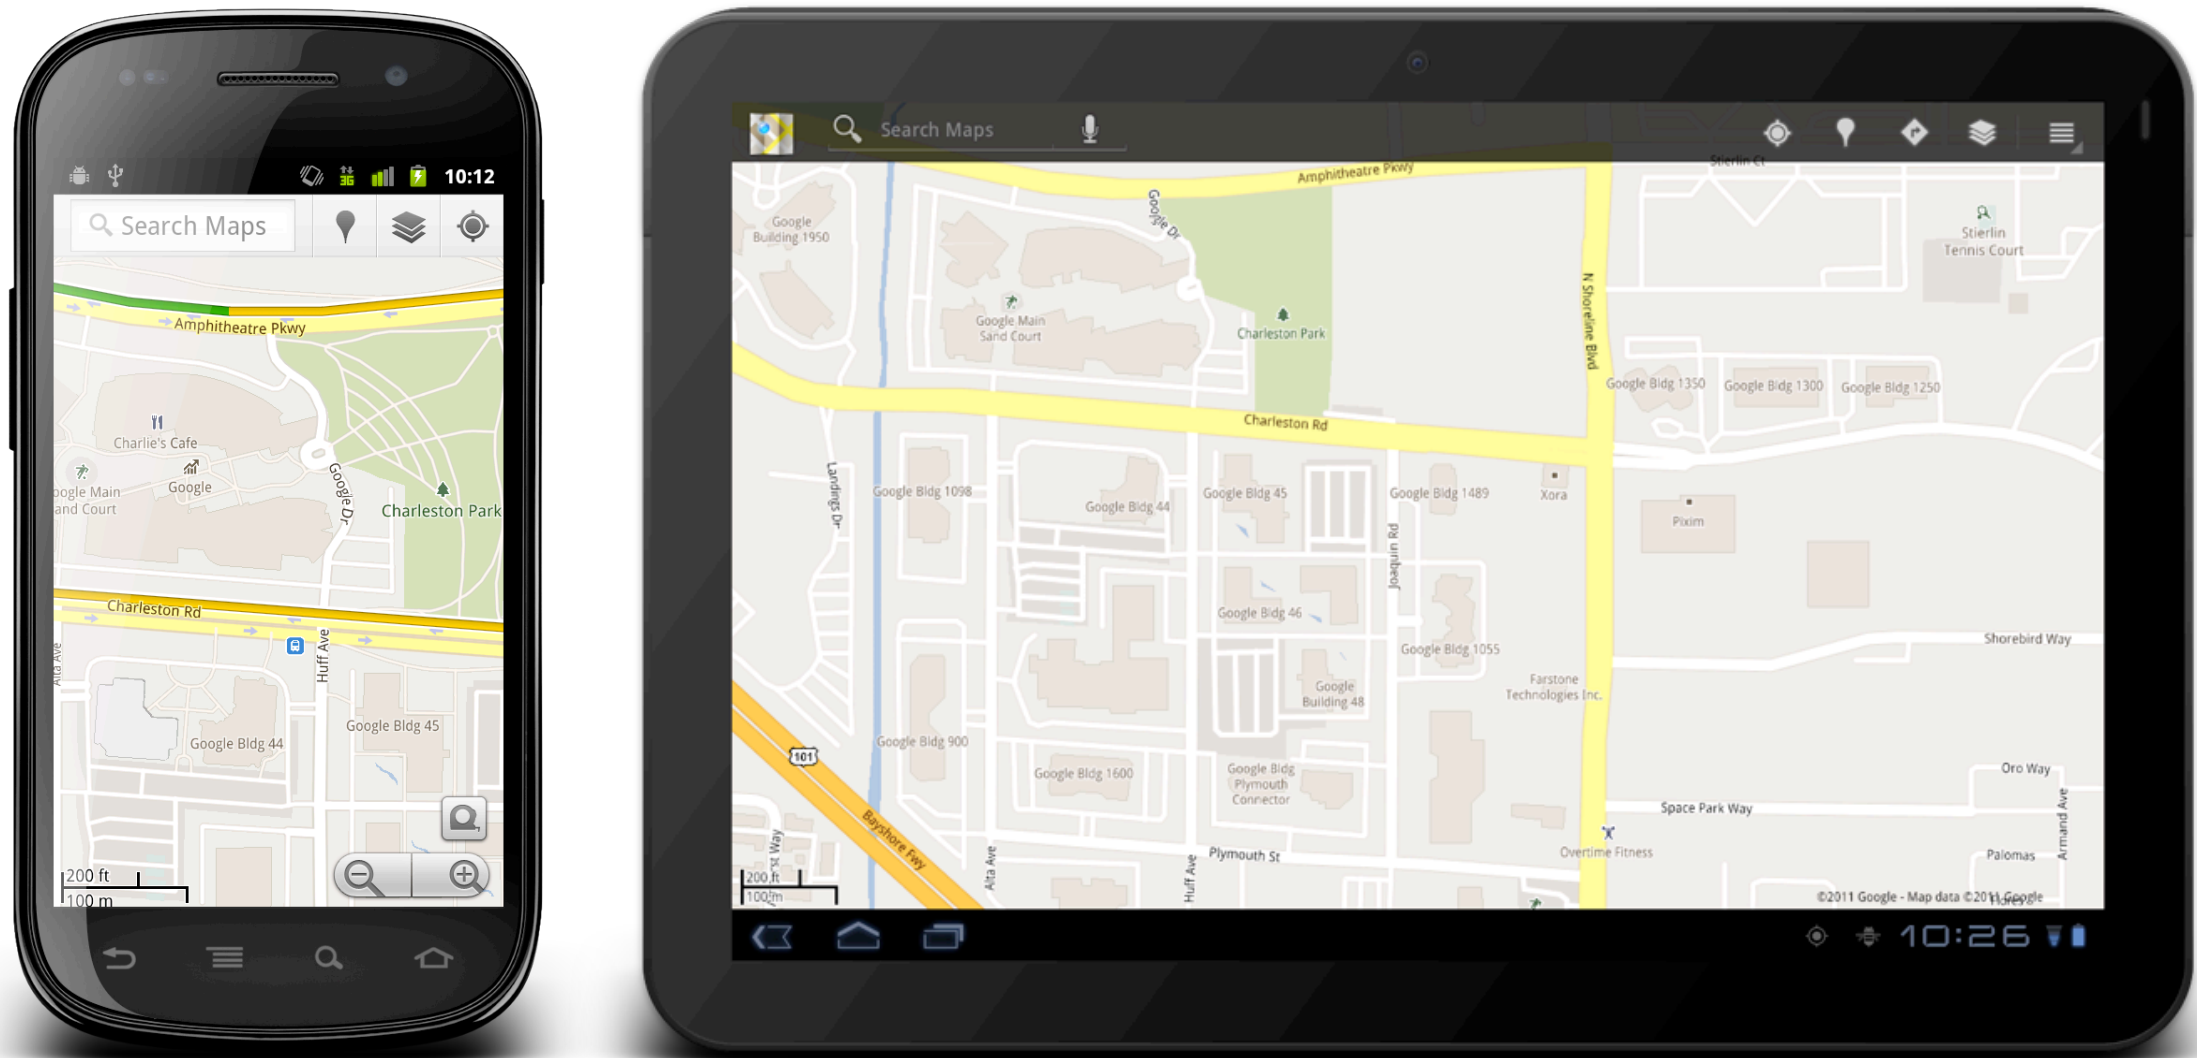 3G
10:12
Search Maps
Amphitheatre Pkwy
Charlie's Cafe
Google
Google Dr
Charleston Park
Charleston Rd
Alta Ave
Huff Ave
Google Bldg 45
Google Bldg 44
200 ft
100 m
Search Maps
Stierlin Ct
Amphitheatre Pkwy
Google Dr
Google
Building 1950
Stierlin
Tennis Court
N Shoreline Blvd
Google Main
Sand Court
Charleston Park
Google Bldg 1350
Google Bldg 1300
Google Bldg 1250
Charleston Rd
Landings Dr
Google Bldg 1098
Google Bldg 44
Google Bldg 45
Google Bldg 1489
Xora
Pixim
Joaquin Rd
Google Bldg 46
Shorebird Way
Google Bldg 1055
Google
Building 48
Farstone
Technologies Inc.
Google Bldg 900
101
Google Bldg 1600
Google Bldg
Plymouth
Connector
Oro Way
Space Park Way
Armand Ave
Bayshore Fwy
Alta Ave
Huff Ave
Plymouth St
Overtime Fitness
Palomas
200 ft
100 m
©2011 Google - Map data ©2011 Google
10:26